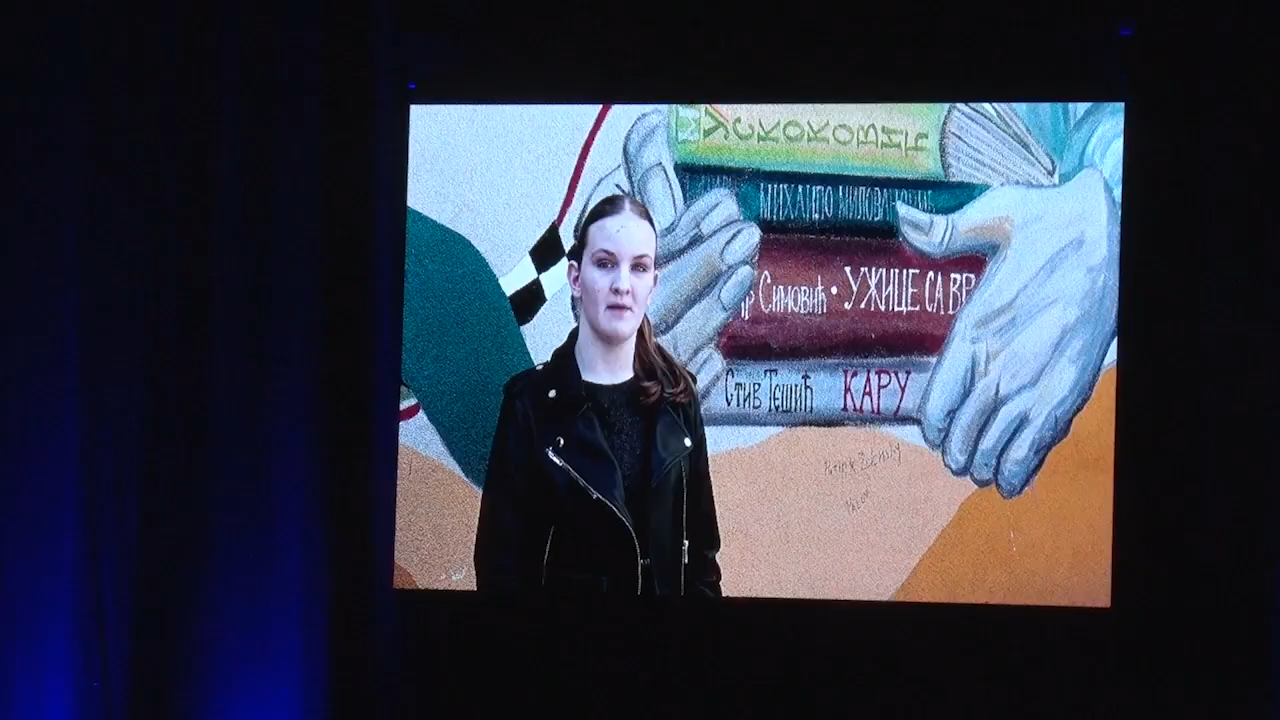 М УСКОКОВИЋ
МИХАИЛО МИЛОВАНОВИЋ
СИМОВИЋ • УЖИЦЕ СА ВР
СТИВ ТЕШИЋ КАРУ